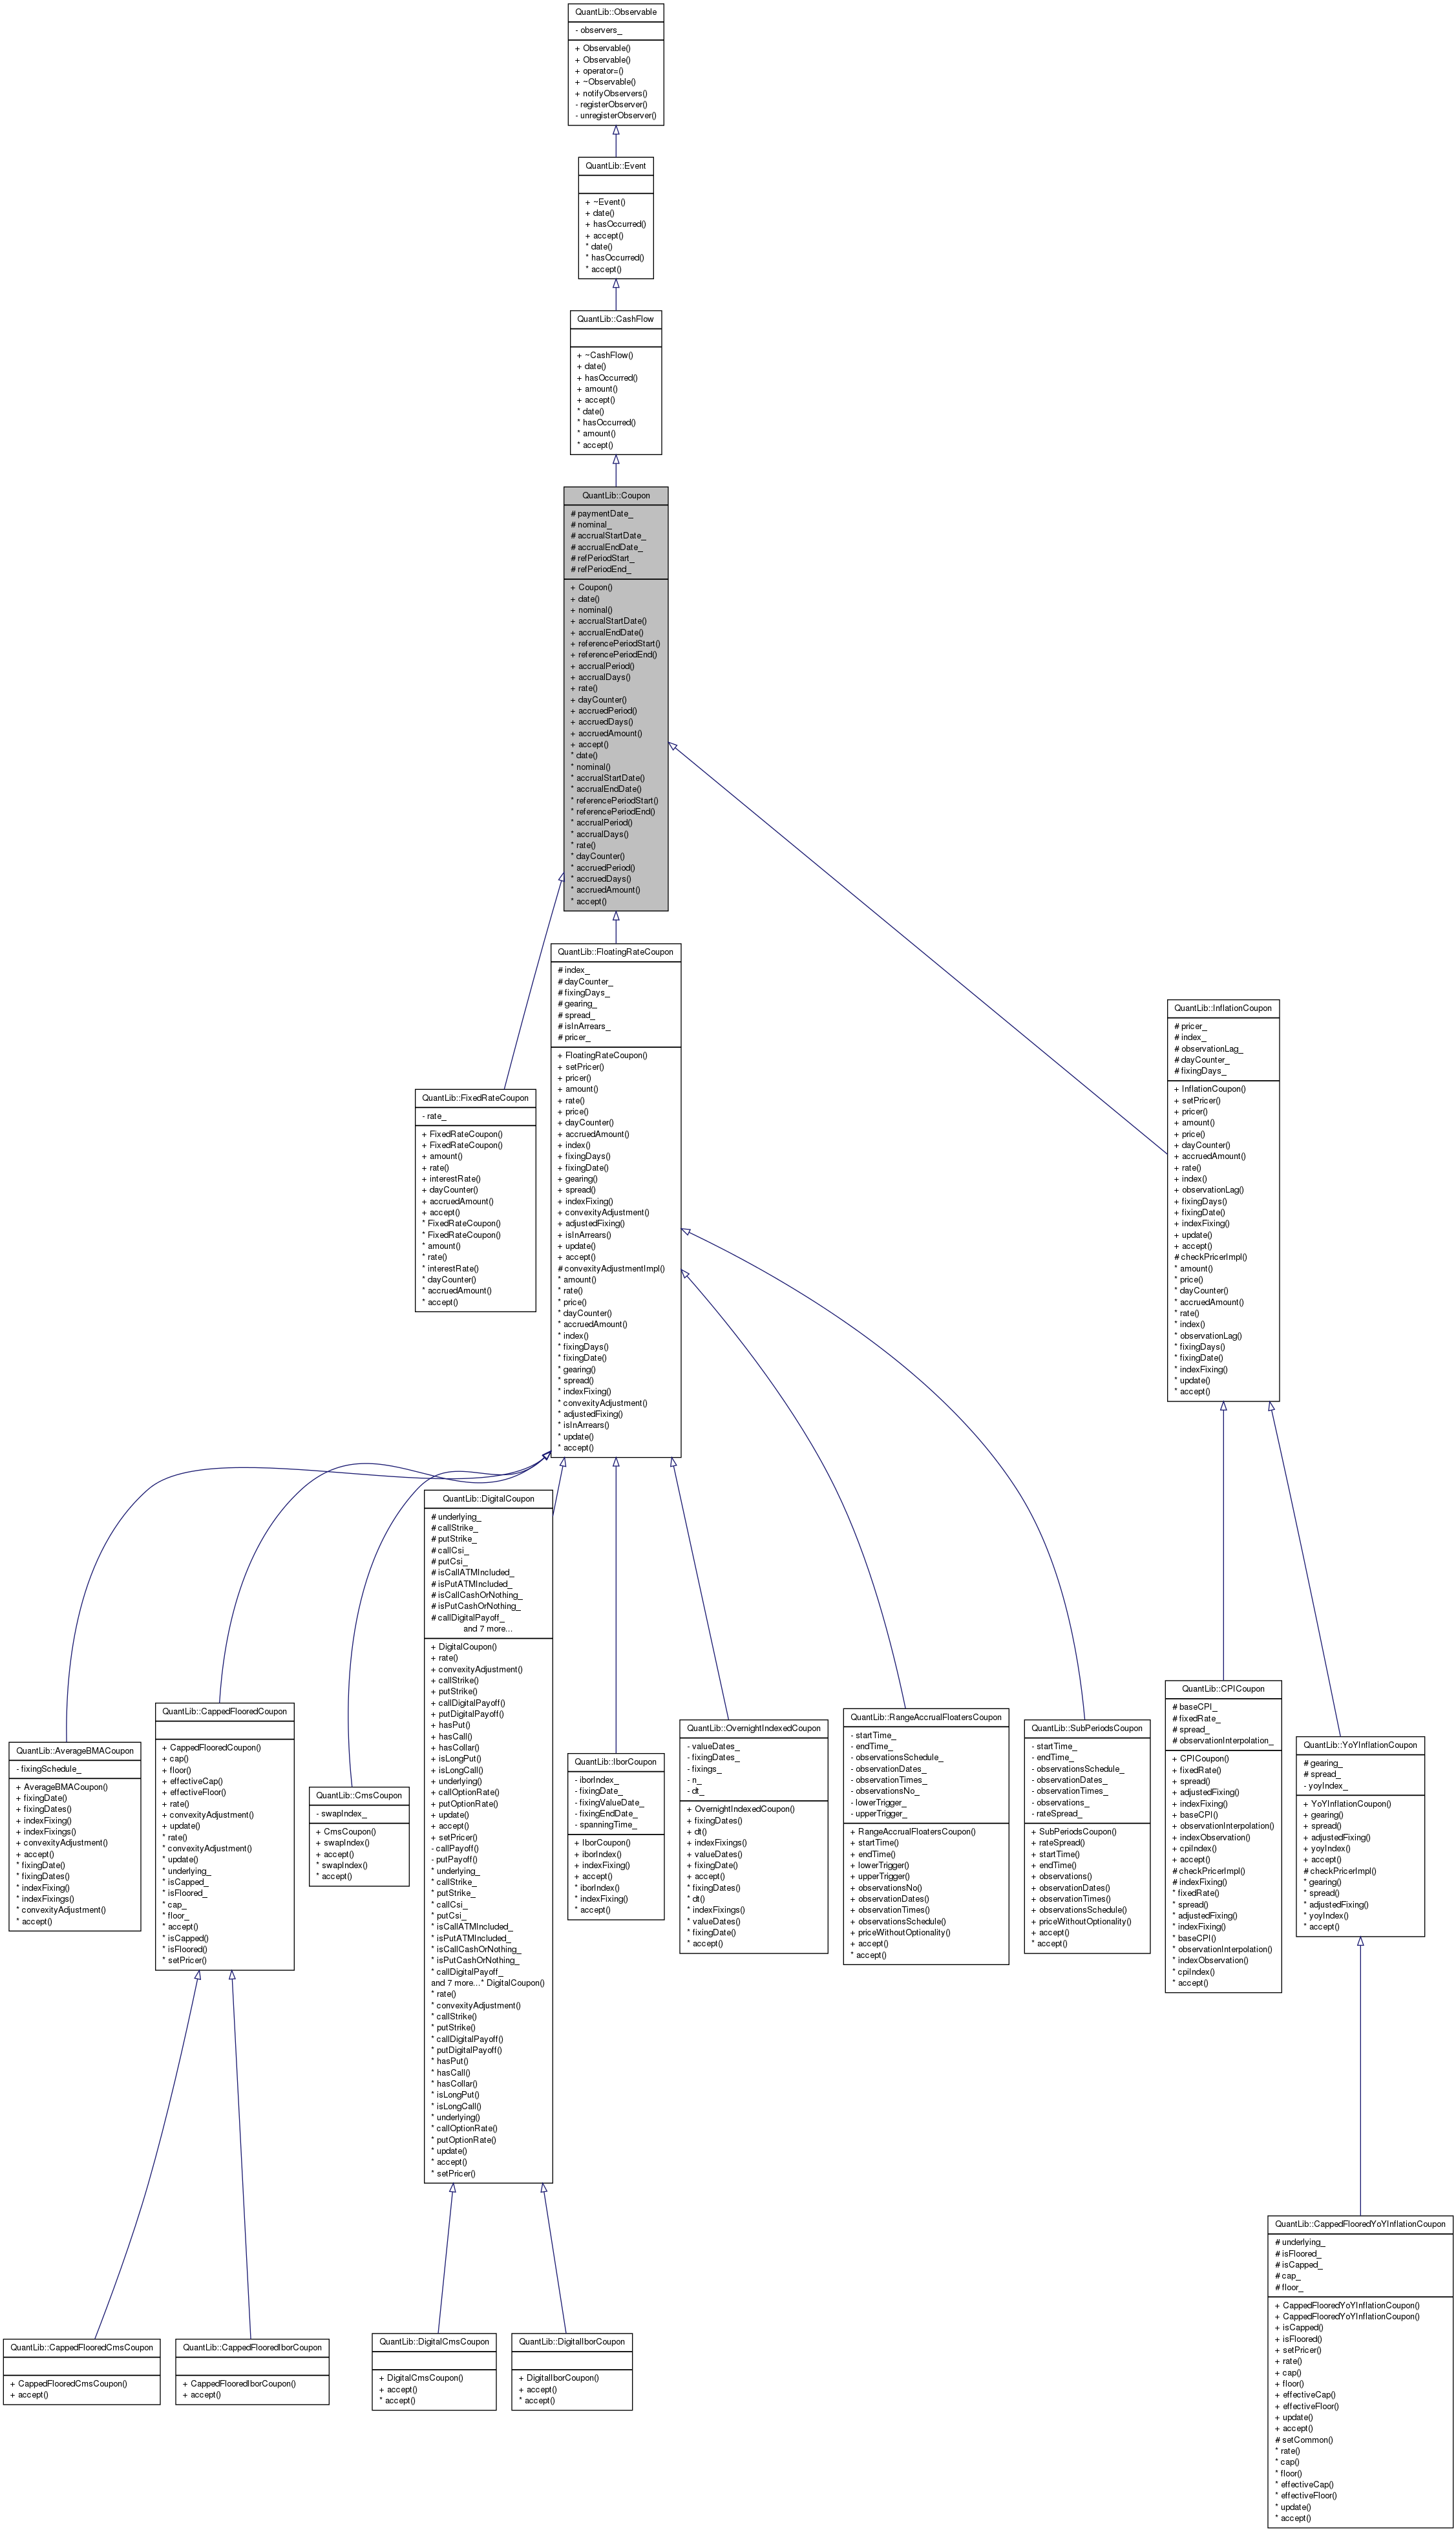 QuantLib::Observable
- observers_
+ Observable()
+ Observable()
+ operator=()
+ ~Observable()
+ notifyObservers()
- registerObserver()
- unregisterObserver()
QuantLib::Event
+ ~Event()
+ date()
+ hasOccurred()
+ accept()
* date()
* hasOccurred()
* accept()
QuantLib::CashFlow
+ ~CashFlow()
+ date()
+ hasOccurred()
+ amount()
+ accept()
* date()
* hasOccurred()
* amount()
* accept()
QuantLib::Coupon
# paymentDate_
# nominal_
# accrualStartDate_
# accrualEndDate_
# refPeriodStart_
# refPeriodEnd_
+ Coupon()
+ date()
+ nominal()
+ accrualStartDate()
+ accrualEndDate()
+ referencePeriodStart()
+ referencePeriodEnd()
+ accrualPeriod()
+ accrualDays()
+ rate()
+ dayCounter()
+ accruedPeriod()
+ accruedDays()
+ accruedAmount()
+ accept()
* date()
* nominal()
* accrualStartDate()
* accrualEndDate()
* referencePeriodStart()
* referencePeriodEnd()
* accrualPeriod()
* accrualDays()
* rate()
* dayCounter()
* accruedPeriod()
* accruedDays()
* accruedAmount()
* accept()
QuantLib::FixedRateCoupon
- rate_
+ FixedRateCoupon()
+ FixedRateCoupon()
+ amount()
+ rate()
+ interestRate()
+ dayCounter()
+ accruedAmount()
+ accept()
* FixedRateCoupon()
* FixedRateCoupon()
* amount()
* rate()
* interestRate()
* dayCounter()
* accruedAmount()
* accept()
QuantLib::FloatingRateCoupon
# index_
# dayCounter_
# fixingDays_
# gearing_
# spread_
# isInArrears_
# pricer_
+ FloatingRateCoupon()
+ setPricer()
+ pricer()
+ amount()
+ rate()
+ price()
+ dayCounter()
+ accruedAmount()
+ index()
+ fixingDays()
+ fixingDate()
+ gearing()
+ spread()
+ indexFixing()
+ convexityAdjustment()
+ adjustedFixing()
+ isInArrears()
+ update()
+ accept()
# convexityAdjustmentImpl()
* amount()
* rate()
* price()
* dayCounter()
* accruedAmount()
* index()
* fixingDays()
* fixingDate()
* gearing()
* spread()
* indexFixing()
* convexityAdjustment()
* adjustedFixing()
* isInArrears()
* update()
* accept()
QuantLib::InflationCoupon
# pricer_
# index_
# observationLag_
# dayCounter_
# fixingDays_
+ InflationCoupon()
+ setPricer()
+ pricer()
+ amount()
+ price()
+ dayCounter()
+ accruedAmount()
+ rate()
+ index()
+ observationLag()
+ fixingDays()
+ fixingDate()
+ indexFixing()
+ update()
+ accept()
# checkPricerImpl()
* amount()
* price()
* dayCounter()
* accruedAmount()
* rate()
* index()
* observationLag()
* fixingDays()
* fixingDate()
* indexFixing()
* update()
* accept()
QuantLib::AverageBMACoupon
- fixingSchedule_
+ AverageBMACoupon()
+ fixingDate()
+ fixingDates()
+ indexFixing()
+ indexFixings()
+ convexityAdjustment()
+ accept()
* fixingDate()
* fixingDates()
* indexFixing()
* indexFixings()
* convexityAdjustment()
* accept()
QuantLib::CappedFlooredCoupon
+ CappedFlooredCoupon()
+ cap()
+ floor()
+ effectiveCap()
+ effectiveFloor()
+ rate()
+ convexityAdjustment()
+ update()
* rate()
* convexityAdjustment()
* update()
* underlying_
* isCapped_
* isFloored_
* cap_
* floor_
* accept()
* isCapped()
* isFloored()
* setPricer()
QuantLib::CmsCoupon
- swapIndex_
+ CmsCoupon()
+ swapIndex()
+ accept()
* swapIndex()
* accept()
QuantLib::DigitalCoupon
# underlying_
# callStrike_
# putStrike_
# callCsi_
# putCsi_
# isCallATMIncluded_
# isPutATMIncluded_
# isCallCashOrNothing_
# isPutCashOrNothing_
# callDigitalPayoff_
and 7 more...
+ DigitalCoupon()
+ rate()
+ convexityAdjustment()
+ callStrike()
+ putStrike()
+ callDigitalPayoff()
+ putDigitalPayoff()
+ hasPut()
+ hasCall()
+ hasCollar()
+ isLongPut()
+ isLongCall()
+ underlying()
+ callOptionRate()
+ putOptionRate()
+ update()
+ accept()
+ setPricer()
- callPayoff()
- putPayoff()
* underlying_
* callStrike_
* putStrike_
* callCsi_
* putCsi_
* isCallATMIncluded_
* isPutATMIncluded_
* isCallCashOrNothing_
* isPutCashOrNothing_
* callDigitalPayoff_
and 7 more...* DigitalCoupon()
* rate()
* convexityAdjustment()
* callStrike()
* putStrike()
* callDigitalPayoff()
* putDigitalPayoff()
* hasPut()
* hasCall()
* hasCollar()
* isLongPut()
* isLongCall()
* underlying()
* callOptionRate()
* putOptionRate()
* update()
* accept()
* setPricer()
QuantLib::IborCoupon
- iborIndex_
- fixingDate_
- fixingValueDate_
- fixingEndDate_
- spanningTime_
+ IborCoupon()
+ iborIndex()
+ indexFixing()
+ accept()
* iborIndex()
* indexFixing()
* accept()
QuantLib::OvernightIndexedCoupon
- valueDates_
- fixingDates_
- fixings_
- n_
- dt_
+ OvernightIndexedCoupon()
+ fixingDates()
+ dt()
+ indexFixings()
+ valueDates()
+ fixingDate()
+ accept()
* fixingDates()
* dt()
* indexFixings()
* valueDates()
* fixingDate()
* accept()
QuantLib::RangeAccrualFloatersCoupon
- startTime_
- endTime_
- observationsSchedule_
- observationDates_
- observationTimes_
- observationsNo_
- lowerTrigger_
- upperTrigger_
+ RangeAccrualFloatersCoupon()
+ startTime()
+ endTime()
+ lowerTrigger()
+ upperTrigger()
+ observationsNo()
+ observationDates()
+ observationTimes()
+ observationsSchedule()
+ priceWithoutOptionality()
+ accept()
* accept()
QuantLib::SubPeriodsCoupon
- startTime_
- endTime_
- observationsSchedule_
- observationDates_
- observationTimes_
- observations_
- rateSpread_
+ SubPeriodsCoupon()
+ rateSpread()
+ startTime()
+ endTime()
+ observations()
+ observationDates()
+ observationTimes()
+ observationsSchedule()
+ priceWithoutOptionality()
+ accept()
* accept()
QuantLib::CPICoupon
# baseCPI_
# fixedRate_
# spread_
# observationInterpolation_
+ CPICoupon()
+ fixedRate()
+ spread()
+ adjustedFixing()
+ indexFixing()
+ baseCPI()
+ observationInterpolation()
+ indexObservation()
+ cpiIndex()
+ accept()
# checkPricerImpl()
# indexFixing()
* fixedRate()
* spread()
* adjustedFixing()
* indexFixing()
* baseCPI()
* observationInterpolation()
* indexObservation()
* cpiIndex()
* accept()
QuantLib::YoYInflationCoupon
# gearing_
# spread_
- yoyIndex_
+ YoYInflationCoupon()
+ gearing()
+ spread()
+ adjustedFixing()
+ yoyIndex()
+ accept()
# checkPricerImpl()
* gearing()
* spread()
* adjustedFixing()
* yoyIndex()
* accept()
QuantLib::CappedFlooredCmsCoupon
+ CappedFlooredCmsCoupon()
+ accept()
QuantLib::CappedFlooredIborCoupon
+ CappedFlooredIborCoupon()
+ accept()
QuantLib::DigitalCmsCoupon
+ DigitalCmsCoupon()
+ accept()
* accept()
QuantLib::DigitalIborCoupon
+ DigitalIborCoupon()
+ accept()
* accept()
QuantLib::CappedFlooredYoYInflationCoupon
# underlying_
# isFloored_
# isCapped_
# cap_
# floor_
+ CappedFlooredYoYInflationCoupon()
+ CappedFlooredYoYInflationCoupon()
+ isCapped()
+ isFloored()
+ setPricer()
+ rate()
+ cap()
+ floor()
+ effectiveCap()
+ effectiveFloor()
+ update()
+ accept()
# setCommon()
* rate()
* cap()
* floor()
* effectiveCap()
* effectiveFloor()
* update()
* accept()